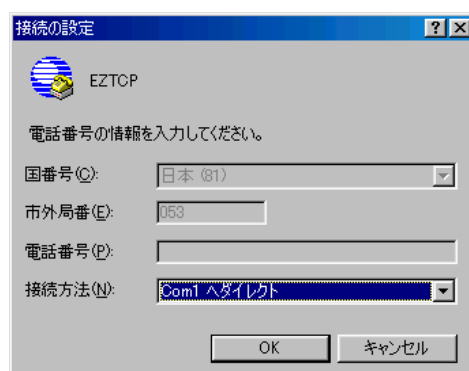 接続の設定
EZTCP
電話番号の情報を入力してください。
国番号(C): 日本 (81)
市外局番(E): 053
電話番号(P):
接続方法(N): Com1 へダイレクト
OK キャンセル